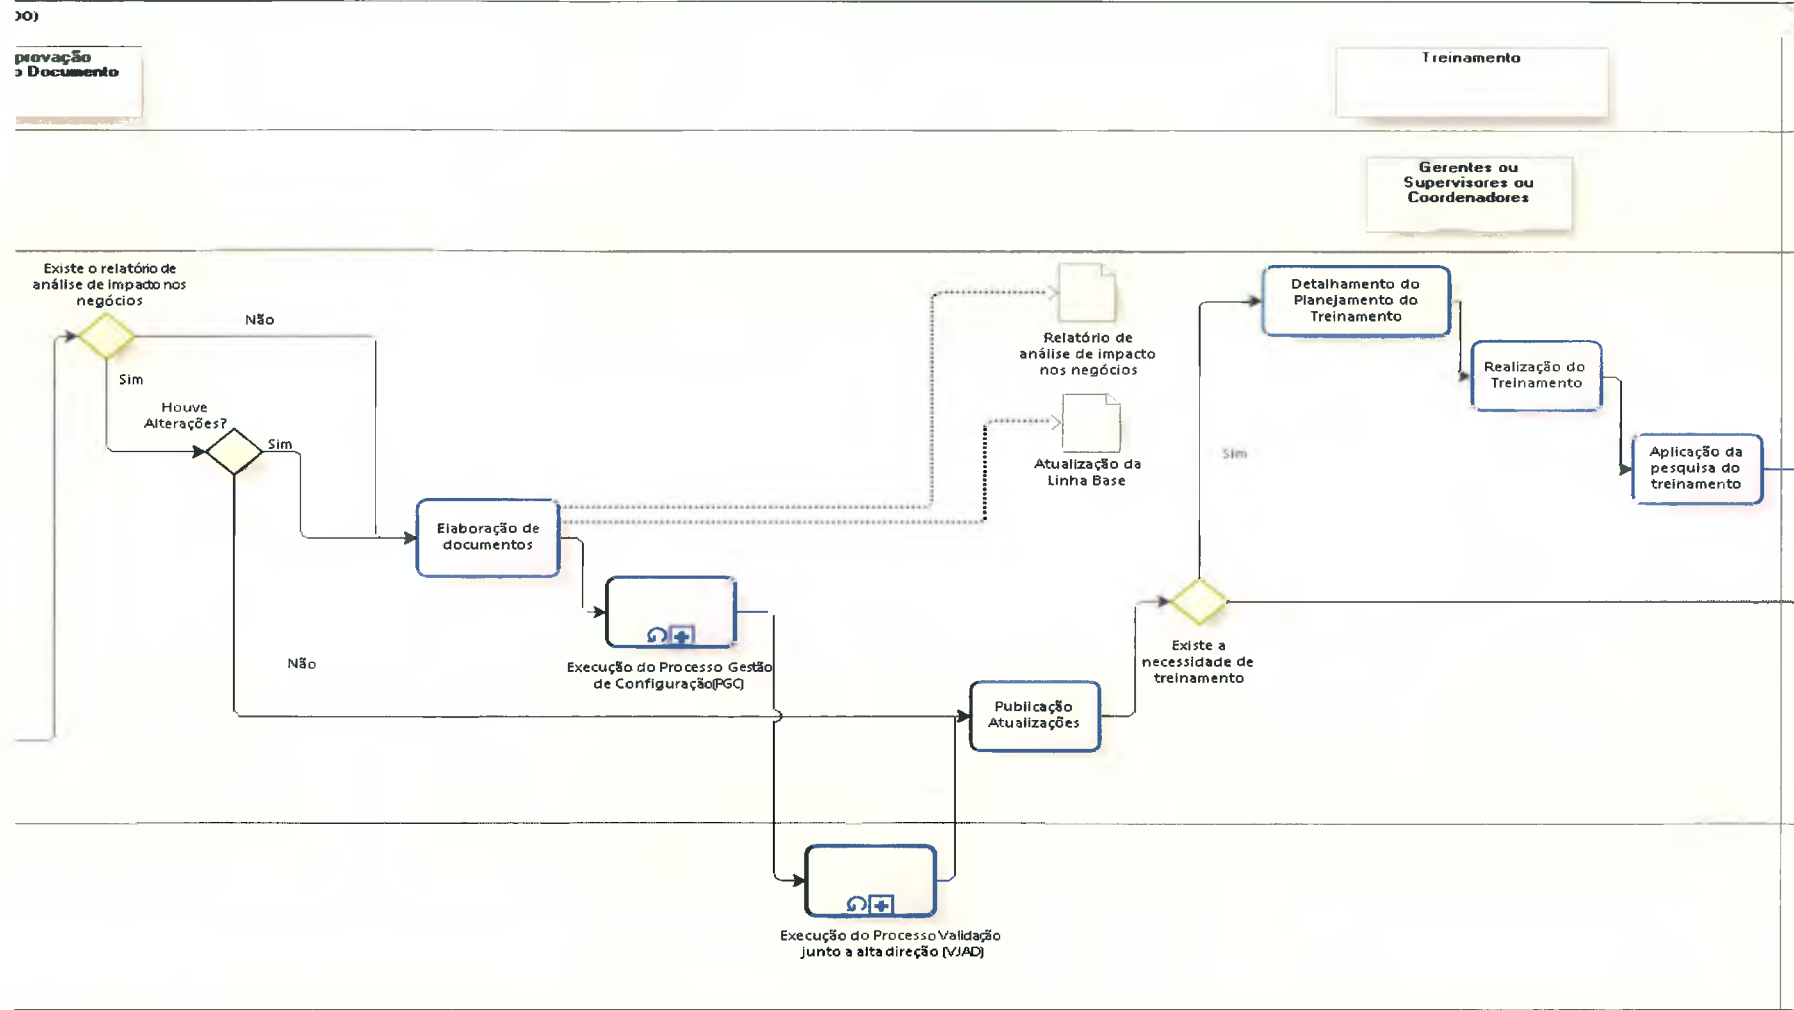 OO)
provação
o Documento
Treinamento
Gerentes ou
Supervisores ou
Coordenadores
Existe o relatório de
análise de impacto nos
negócios
Não
Sim
Houve
Alterações?
Sim
Não
Elaboração de
documentos
Execução do Processo Gestão
de Configuração(PGC)
Relatório de
análise de impacto
nos negócios
Atualização da
Linha Base
Publicação
Atualizações
Execução do Processo Validação
junto a alta direção (VJAD)
Existe a
necessidade de
treinamento
Sim
Detalhamento do
Planejamento do
Treinamento
Realização do
Treinamento
Aplicação da
pesquisa do
treinamento